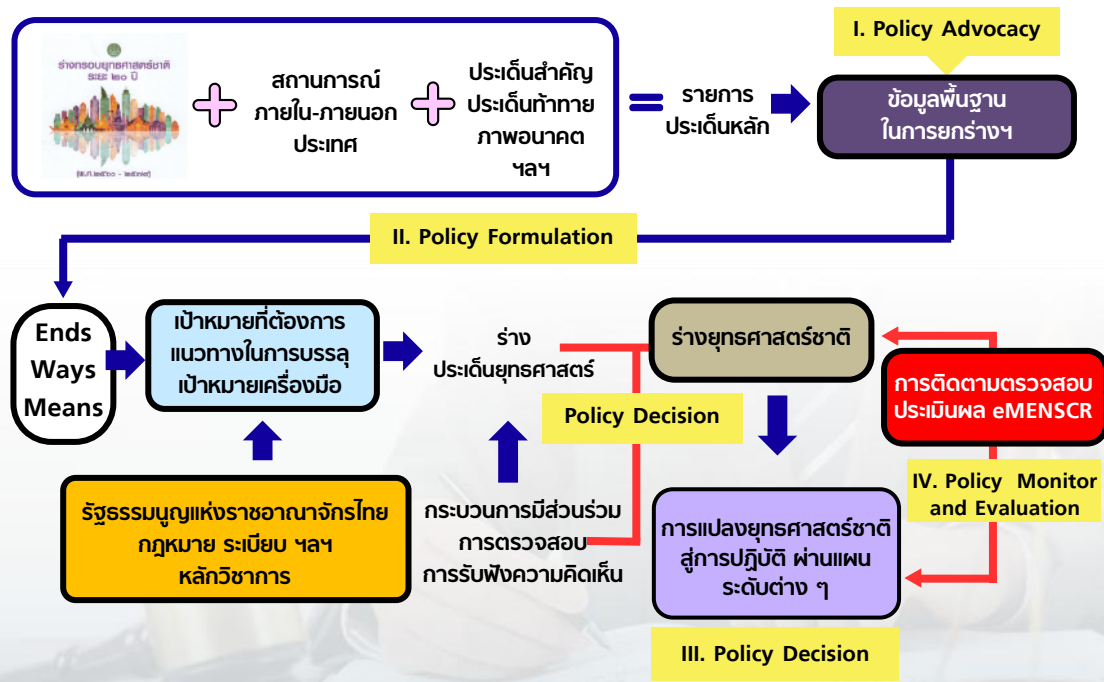 I. Policy Advocacy
ร่างกรอบยุทธศาสตร์ชาติ
ระยะ ๒๐ ปี
(พ.ศ. ๒๕๖๐ - ๒๕๗๙)
สถานการณ์
ภายใน-ภายนอก
ประเทศ
ประเด็นสำคัญ
ประเด็นท้าทาย
ภาพอนาคต
ฯลฯ
รายการ
ประเด็นหลัก
ข้อมูลพื้นฐาน
ในการยกร่างฯ
II. Policy Formulation
Ends
Ways
Means
เป้าหมายที่ต้องการ
แนวทางในการบรรลุ
เป้าหมายเครื่องมือ
ร่าง
ประเด็นยุทธศาสตร์
ร่างยุทธศาสตร์ชาติ
การติดตามตรวจสอบ
ประเมินผล eMENSCR
Policy Decision
IV. Policy Monitor
and Evaluation
รัฐธรรมนูญแห่งราชอาณาจักรไทย
กฎหมาย ระเบียบ ฯลฯ
หลักวิชาการ
กระบวนการมีส่วนร่วม
การตรวจสอบ
การรับฟังความคิดเห็น
การแปลงยุทธศาสตร์ชาติ
สู่การปฏิบัติ ผ่านแผน
ระดับต่าง ๆ
III. Policy Decision